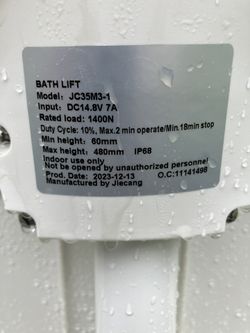 BATH LIFT
Model: JC35M3-1
Input: DC14.8V 7A
Rated load: 1400N
Duty Cycle: 10%, Max.2 min operate/Min.18min stop
Min height: 60mm
Max height: 480mm IP68
Indoor use only
Not be opened by unauthorized personnel
Prod. Date: 2023-12-13 O.C:11141498
Manufactured by Jiecang